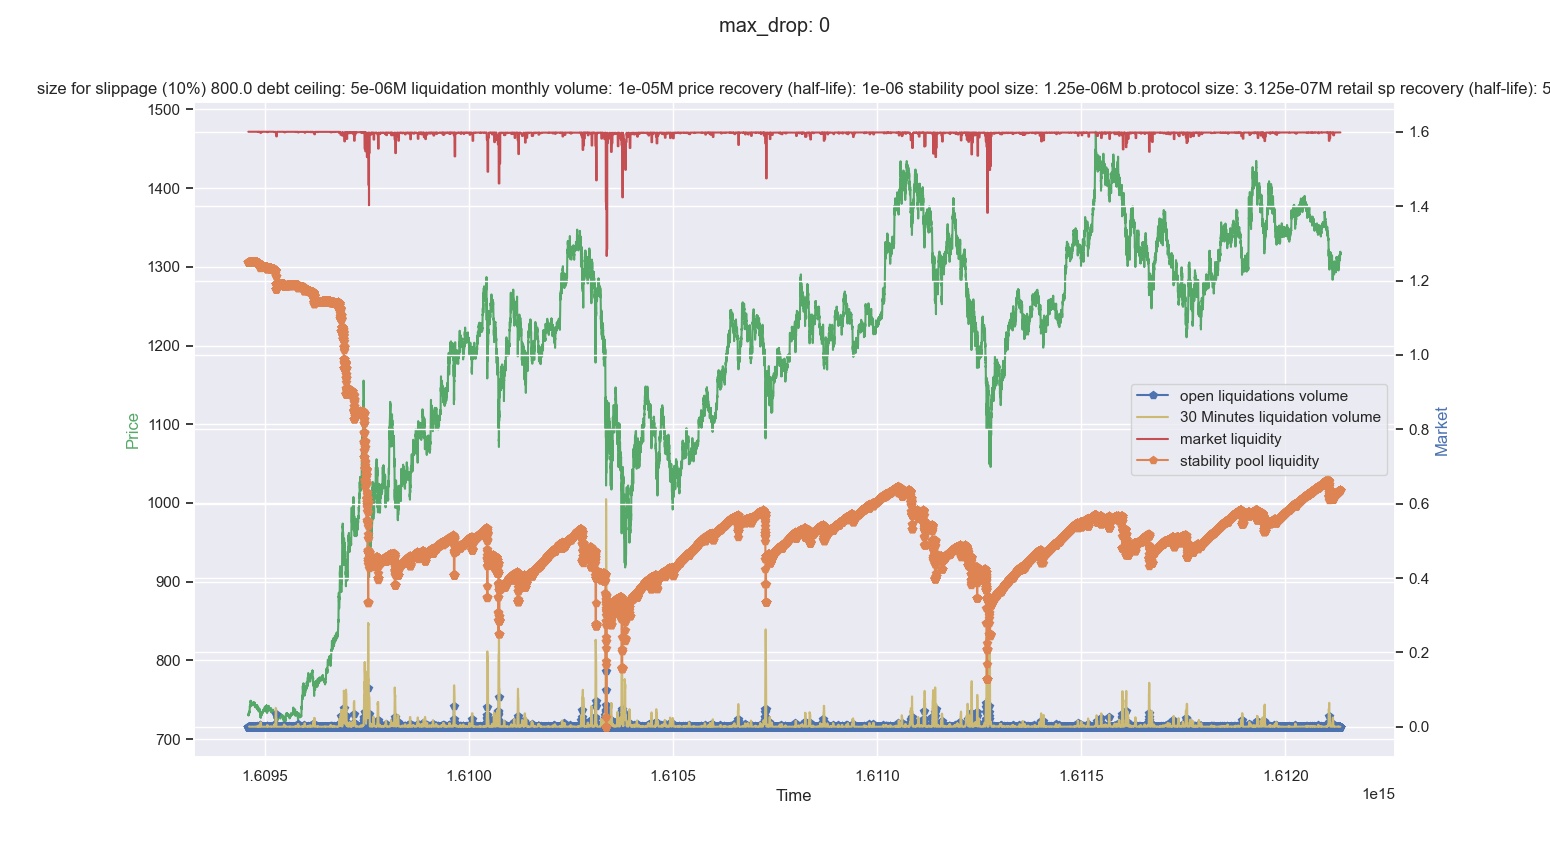 max_drop: 0
size for slippage (10%) 800.0 debt ceiling: 5e-06M liquidation monthly volume: 1e-05M price recovery (half-life): 1e-06 stability pool size: 1.25e-06M b.protocol size: 3.125e-07M retail sp recovery (half-life): 5
1500
1400
1300
1200
1100
1000
900
800
700
Price
1.6
1.4
1.2
1.0
0.8
0.6
0.4
0.2
0.0
Market
open liquidations volume
30 Minutes liquidation volume
market liquidity
stability pool liquidity
1.6095
1.6100
1.6105
1.6110
1.6115
1.6120
1e15
Time